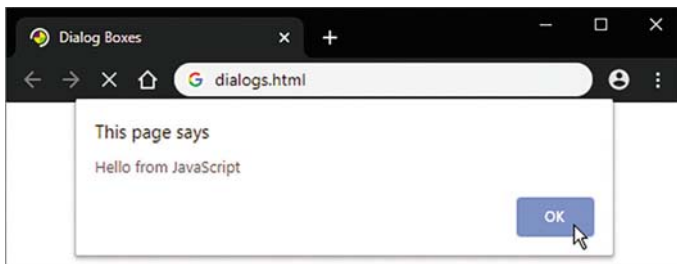 Dialog Boxes
dialogs.html
This page says
Hello from JavaScript
OK